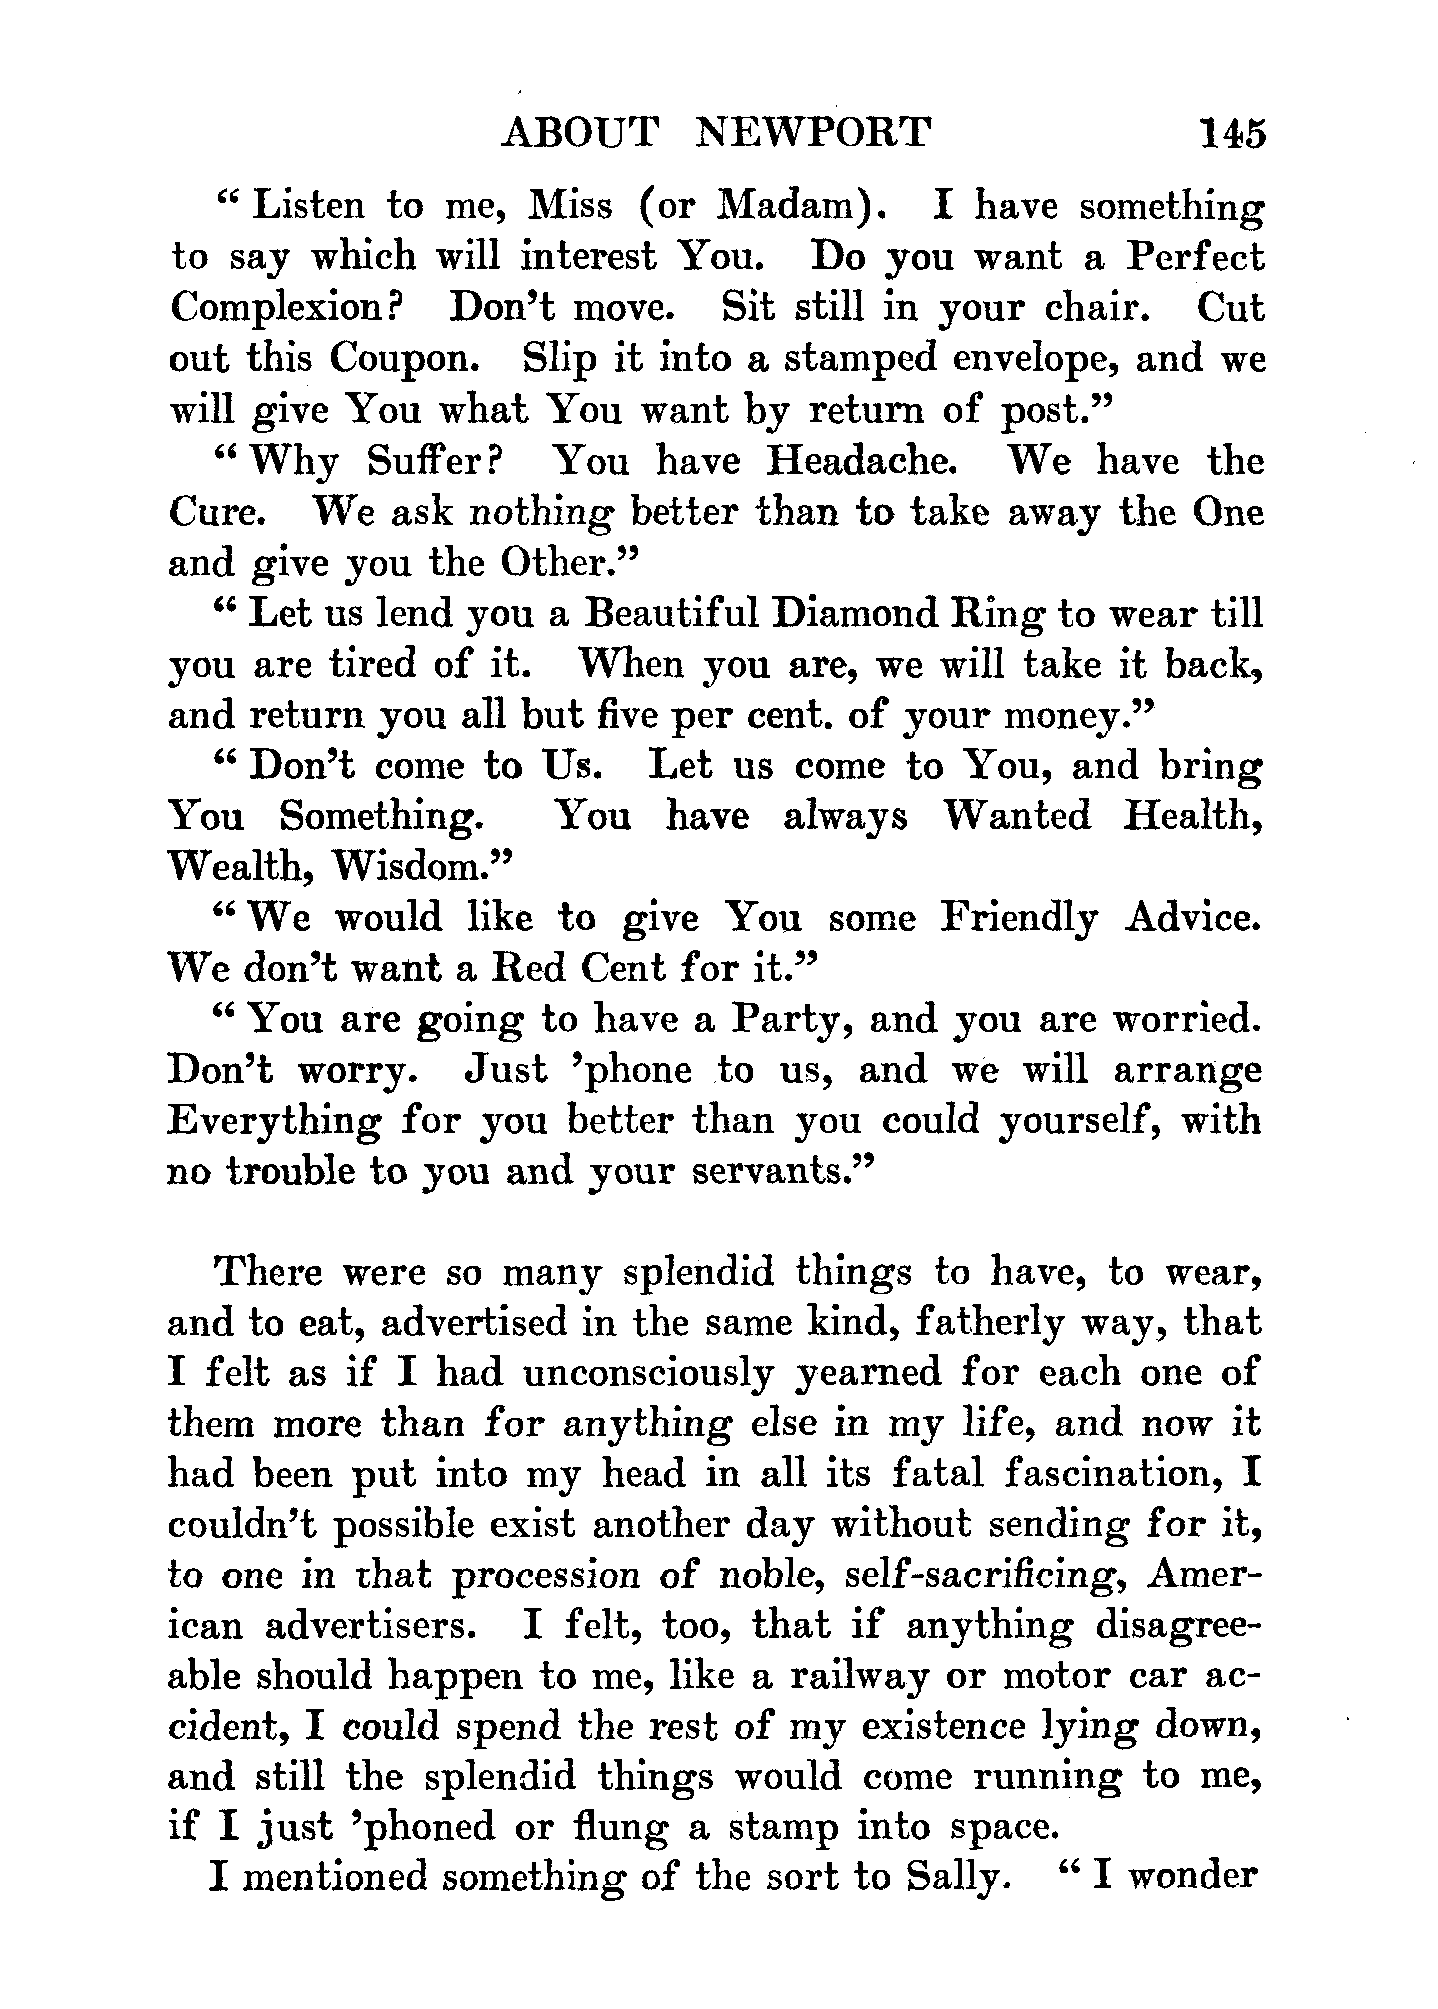 ABOUT NEWPORT 145
" Listen to me, Miss (or Madam). I have something
to say which will interest You. Do you want a Perfect
Complexion? Don't move. Sit still in your chair. Cut
out this Coupon. Slip it into a stamped envelope, and we
will give You what You want by return of post."
" Why Suffer? You have Headache. We have the
Cure. We ask nothing better than to take away the One
and give you the Other."
" Let us lend you a Beautiful Diamond Ring to wear till
you are tired of it. When you are, we will take it back,
and return you all but five per cent. of your money."
" Don't come to Us. Let us come to You, and bring
You Something. You have always Wanted Health,
Wealth, Wisdom."
" We would like to give You some Friendly Advice.
We don't want a Red Cent for it."
" You are going to have a Party, and you are worried.
Don't worry. Just 'phone to us, and we will arrange
Everything for you better than you could yourself, with
no trouble to you and your servants."
There were so many splendid things to have, to wear,
and to eat, advertised in the same kind, fatherly way, that
I felt as if I had unconsciously yearned for each one of
them more than for anything else in my life, and now it
had been put into my head in all its fatal fascination, I
couldn't possible exist another day without sending for it,
to one in that procession of noble, self-sacrificing, Amer-
ican advertisers. I felt, too, that if anything disagree-
able should happen to me, like a railway or motor car ac-
cident, I could spend the rest of my existence lying down,
and still the splendid things would come running to me,
if I just 'phoned or flung a stamp into space.
I mentioned something of the sort to Sally. " I wonder